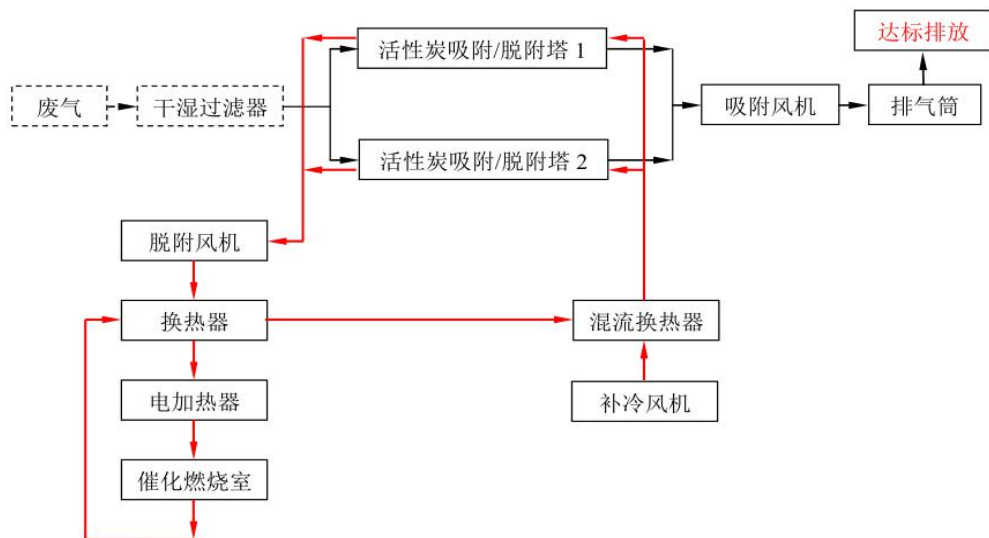 达标排放
活性炭吸附/脱附塔 1
废气
干湿过滤器
吸附风机
排气筒
活性炭吸附/脱附塔 2
脱附风机
换热器
混流换热器
电加热器
补冷风机
催化燃烧室